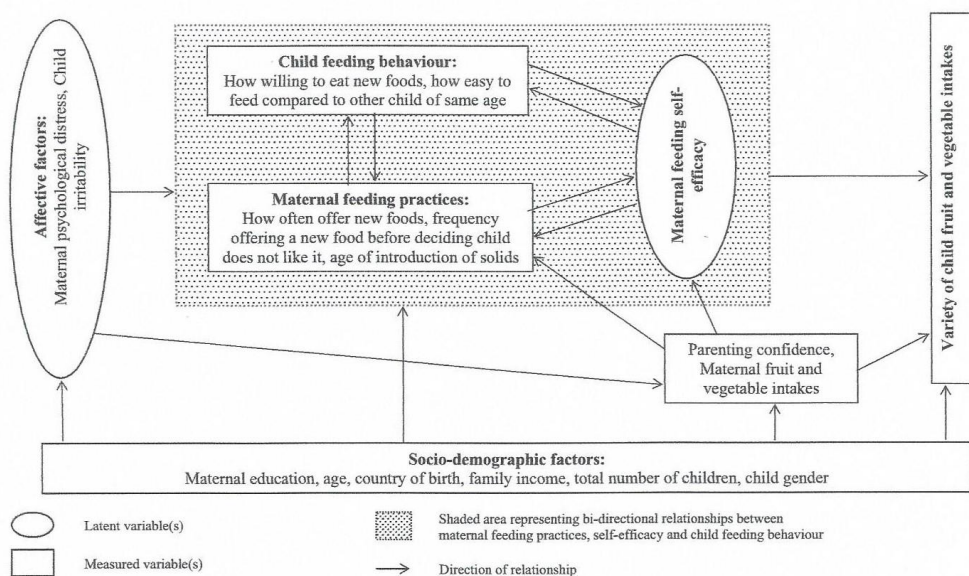 Affective factors:
Maternal psychological distress, Child
irritability
Child feeding behaviour:
How willing to eat new foods, how easy to
feed compared to other child of same age
Maternal feeding practices:
How often offer new foods, frequency
offering a new food before deciding child
does not like it, age of introduction of solids
Maternal feeding self-
efficacy
Variety of child fruit and vegetable intakes
Parenting confidence,
Maternal fruit and
vegetable intakes
Socio-demographic factors:
Maternal education, age, country of birth, family income, total number of children, child gender
Latent variable(s)
Measured variable(s)
Shaded area representing bi-directional relationships between
maternal feeding practices, self-efficacy and child feeding behaviour
Direction of relationship